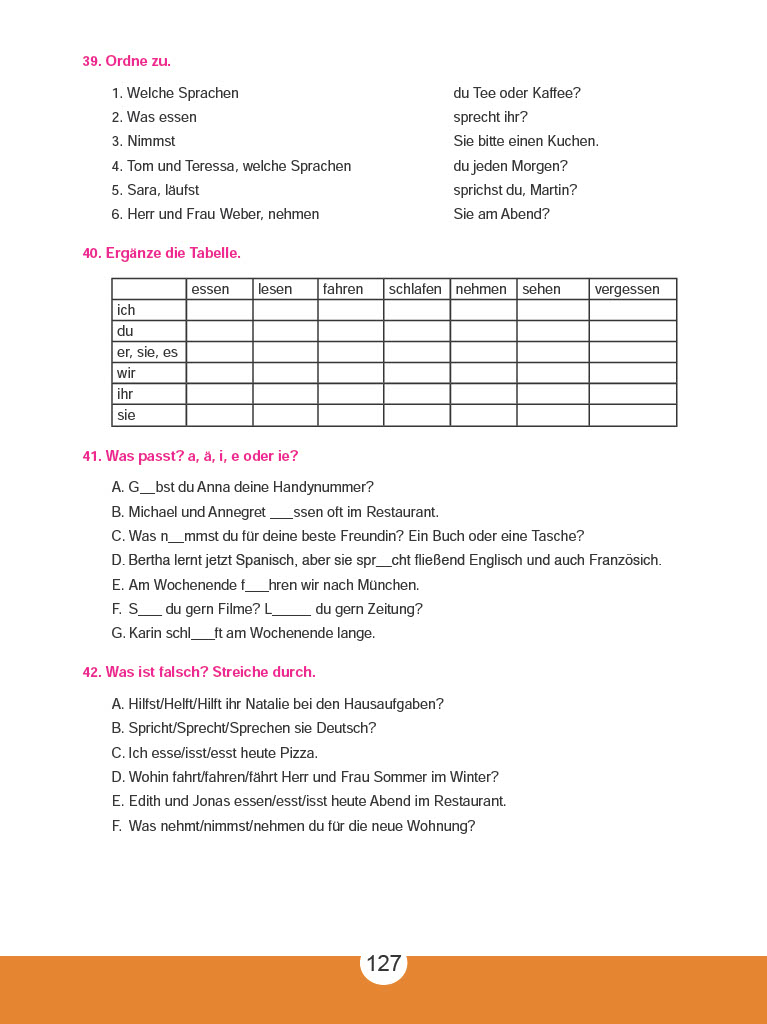 39. Ordne zu.
1. Welche Sprachen du Tee oder Kaffee?
2. Was essen sprecht ihr?
3. Nimmst Sie bitte einen Kuchen.
4. Tom und Teressa, welche Sprachen du jeden Morgen?
5. Sara, läufst sprichst du, Martin?
6. Herr und Frau Weber, nehmen Sie am Abend?
40. Ergänze die Tabelle.
essen lesen fahren schlafen nehmen sehen vergessen
ich
du
er, sie, es
wir
ihr
sie
41. Was passt? a, ä, i, e oder ie?
A. G__bst du Anna deine Handynummer?
B. Michael und Annegret ___ssen oft im Restaurant.
C. Was n__mmst du für deine beste Freundin? Ein Buch oder eine Tasche?
D. Bertha lernt jetzt Spanisch, aber sie spr__cht fließend Englisch und auch Französich.
E. Am Wochenende f___hren wir nach München.
F. S___ du gern Filme? L_____ du gern Zeitung?
G. Karin schl___ft am Wochenende lange.
42. Was ist falsch? Streiche durch.
A. Hilfst/Helft/Hilft ihr Natalie bei den Hausaufgaben?
B. Spricht/Sprecht/Sprechen sie Deutsch?
C. Ich esse/isst/esst heute Pizza.
D. Wohin fahrt/fahren/fährt Herr und Frau Sommer im Winter?
E. Edith und Jonas essen/esst/isst heute Abend im Restaurant.
F. Was nehmt/nimmst/nehmen du für die neue Wohnung?
127